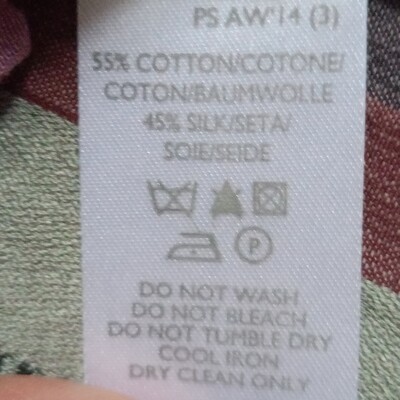 PS AW'14 (3)
55% COTTON/COTONE/
COTON/BAUMWOLLE
45% SILK/SETA/
SOIE/SEIDE
P
DO NOT WASH
DO NOT BLEACH
DO NOT TUMBLE DRY
COOL IRON
DRY CLEAN ONLY